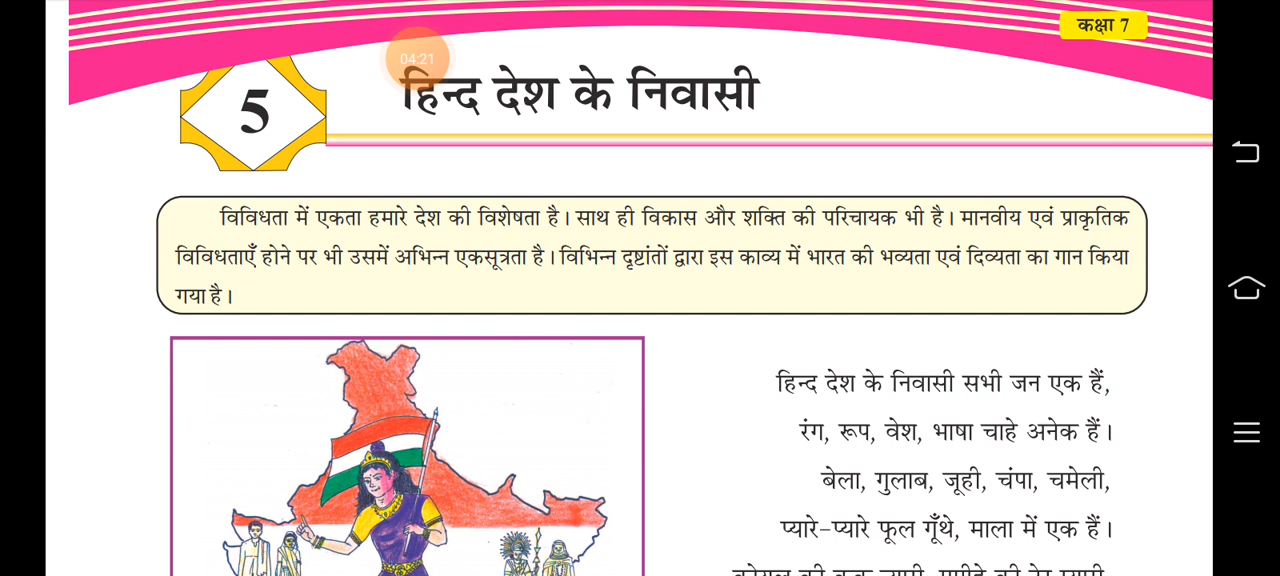 कक्षा 7
04:21
5
हिन्द देश के निवासी
विविधता में एकता हमारे देश की विशेषता है। साथ ही विकास और शक्ति की परिचायक भी है। मानवीय एवं प्राकृतिक
विविधताएँ होने पर भी उसमें अभिन्न एकसूत्रता है। विभिन्न दृष्टांतों द्वारा इस काव्य में भारत की भव्यता एवं दिव्यता का गान किया
गया है।
हिन्द देश के निवासी सभी जन एक हैं,
रंग, रूप, वेश, भाषा चाहे अनेक हैं।
बेला, गुलाब, जूही, चंपा, चमेली,
प्यारे-प्यारे फूल गूँथे, माला में एक हैं।